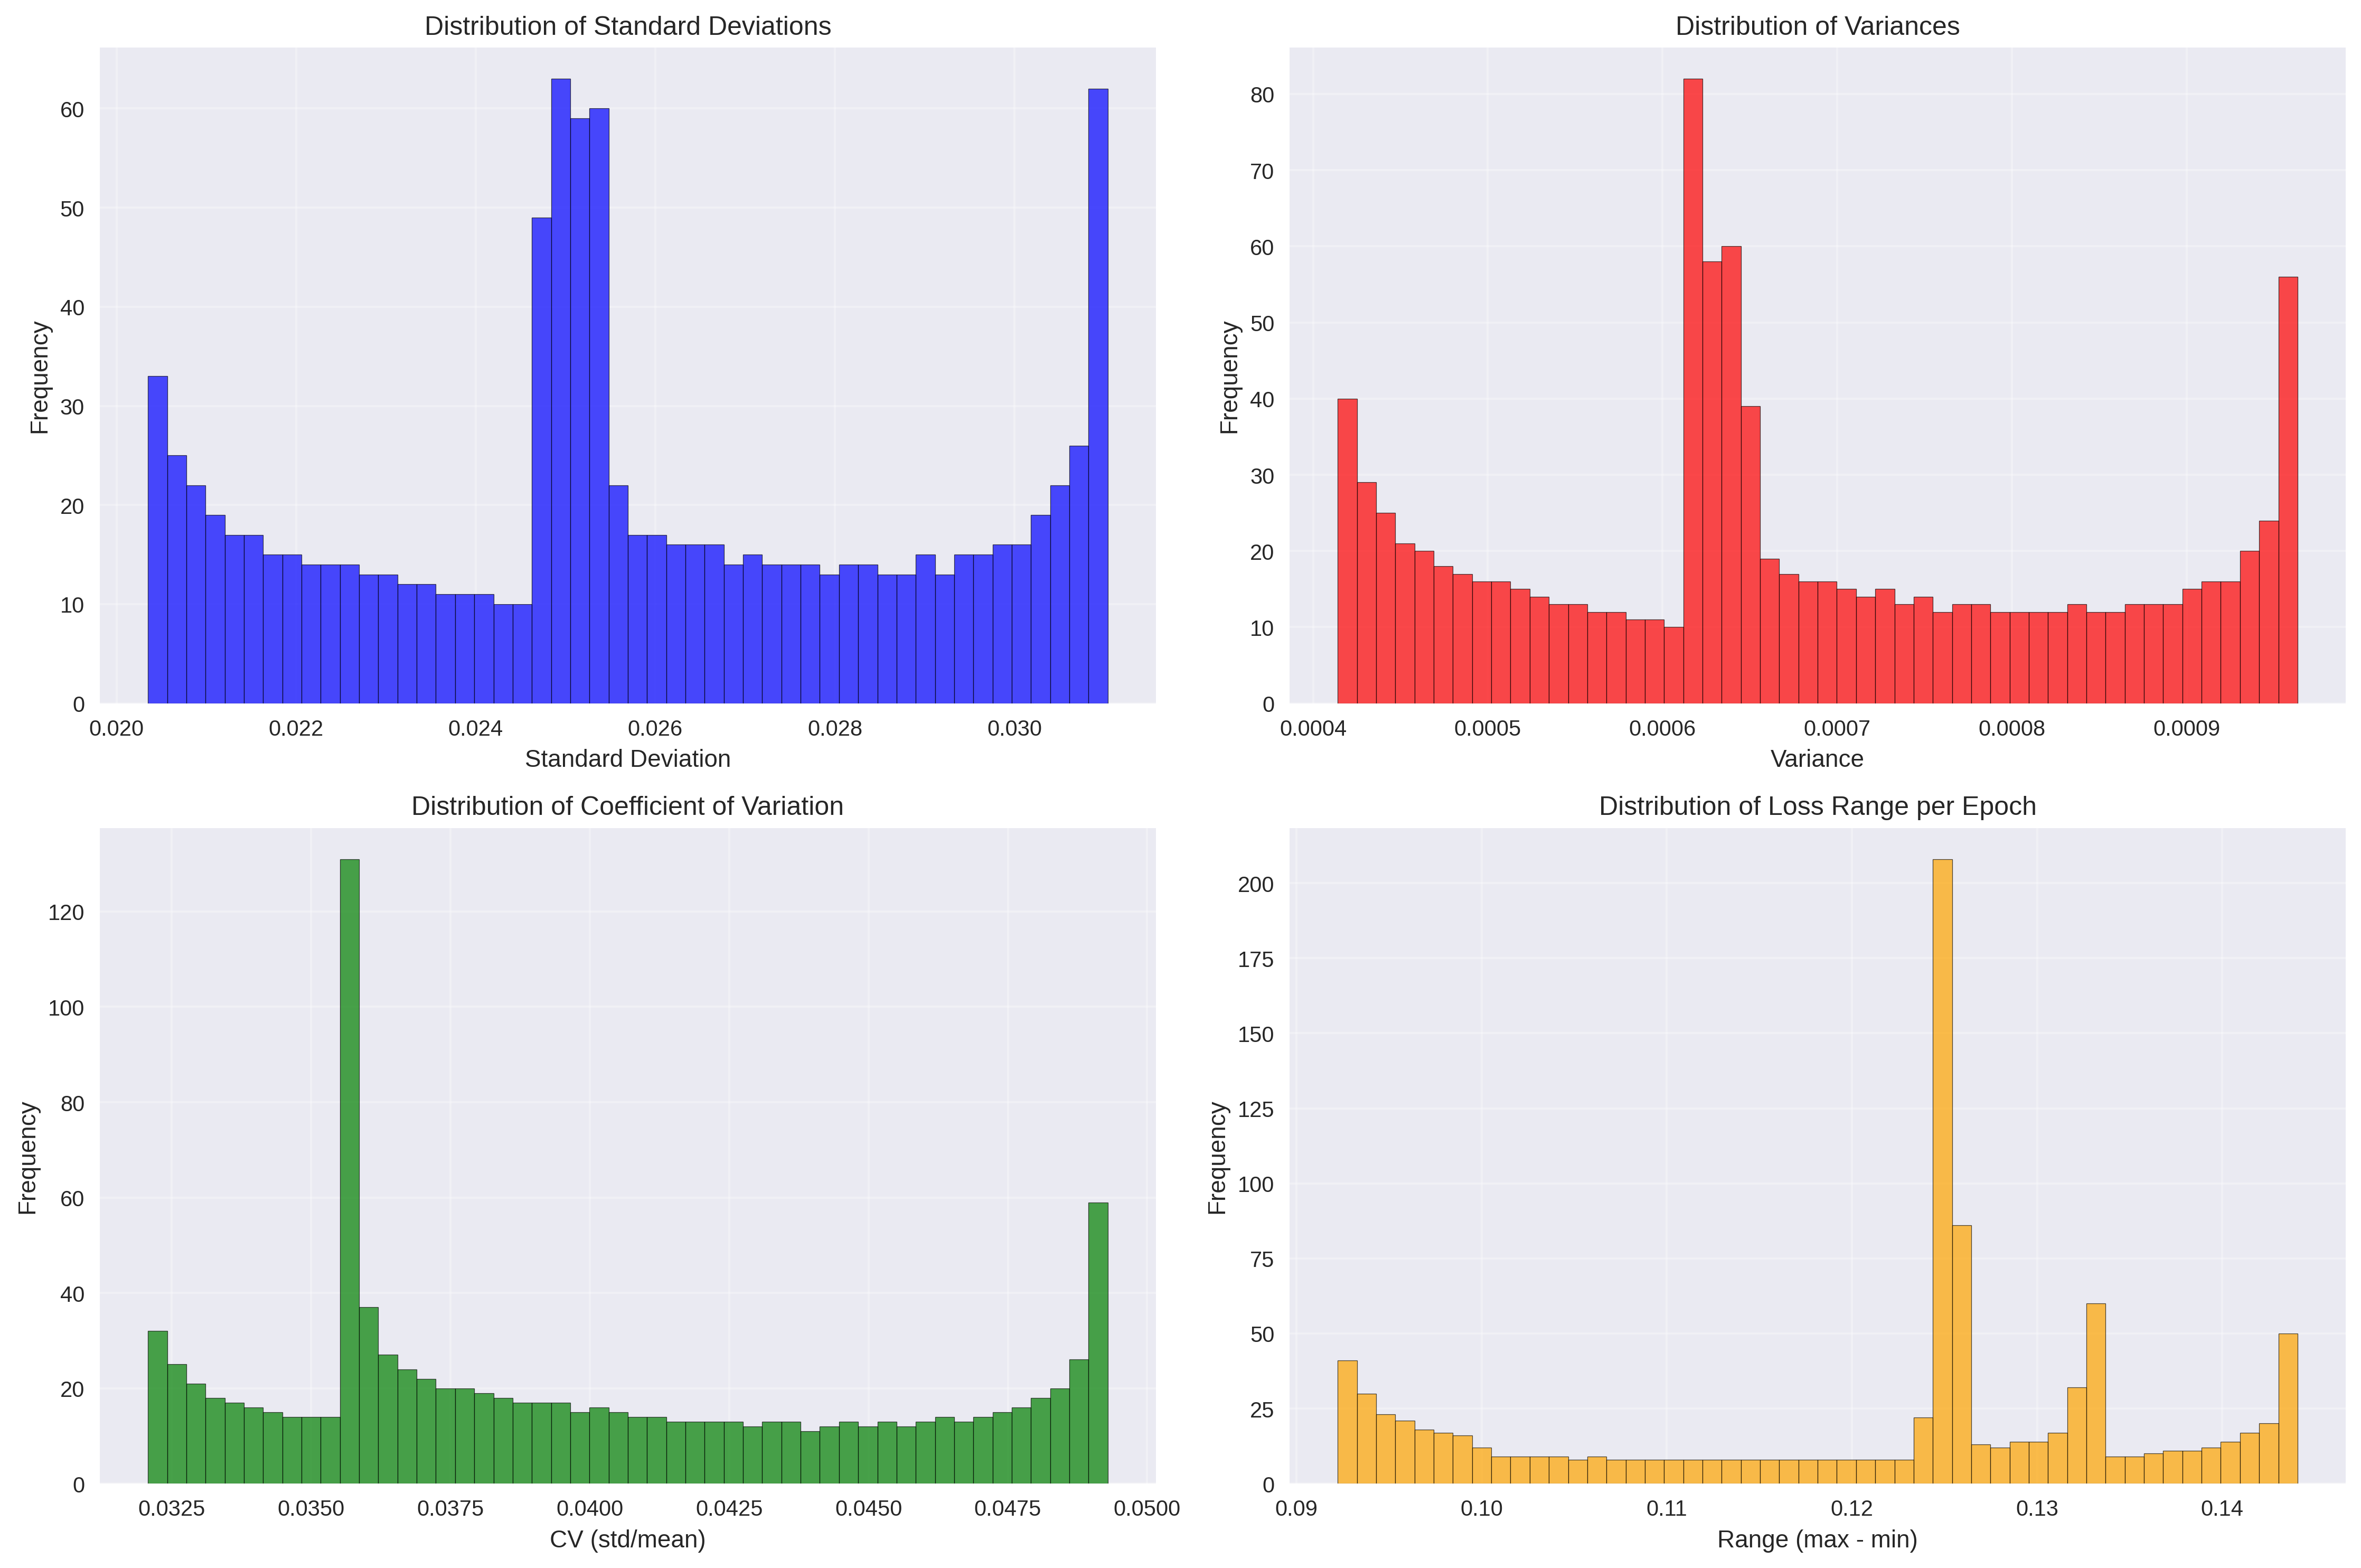 Distribution of Standard Deviations
60
50
40
30
20
10
0
Frequency
0.020 0.022 0.024 0.026 0.028 0.030
Standard Deviation
Distribution of Variances
80
70
60
50
40
30
20
10
0
Frequency
0.0004 0.0005 0.0006 0.0007 0.0008 0.0009
Variance
Distribution of Coefficient of Variation
120
100
80
60
40
20
0
Frequency
0.0325 0.0350 0.0375 0.0400 0.0425 0.0450 0.0475 0.0500
CV (std/mean)
Distribution of Loss Range per Epoch
200
175
150
125
100
75
50
25
0
Frequency
0.09 0.10 0.11 0.12 0.13 0.14
Range (max - min)